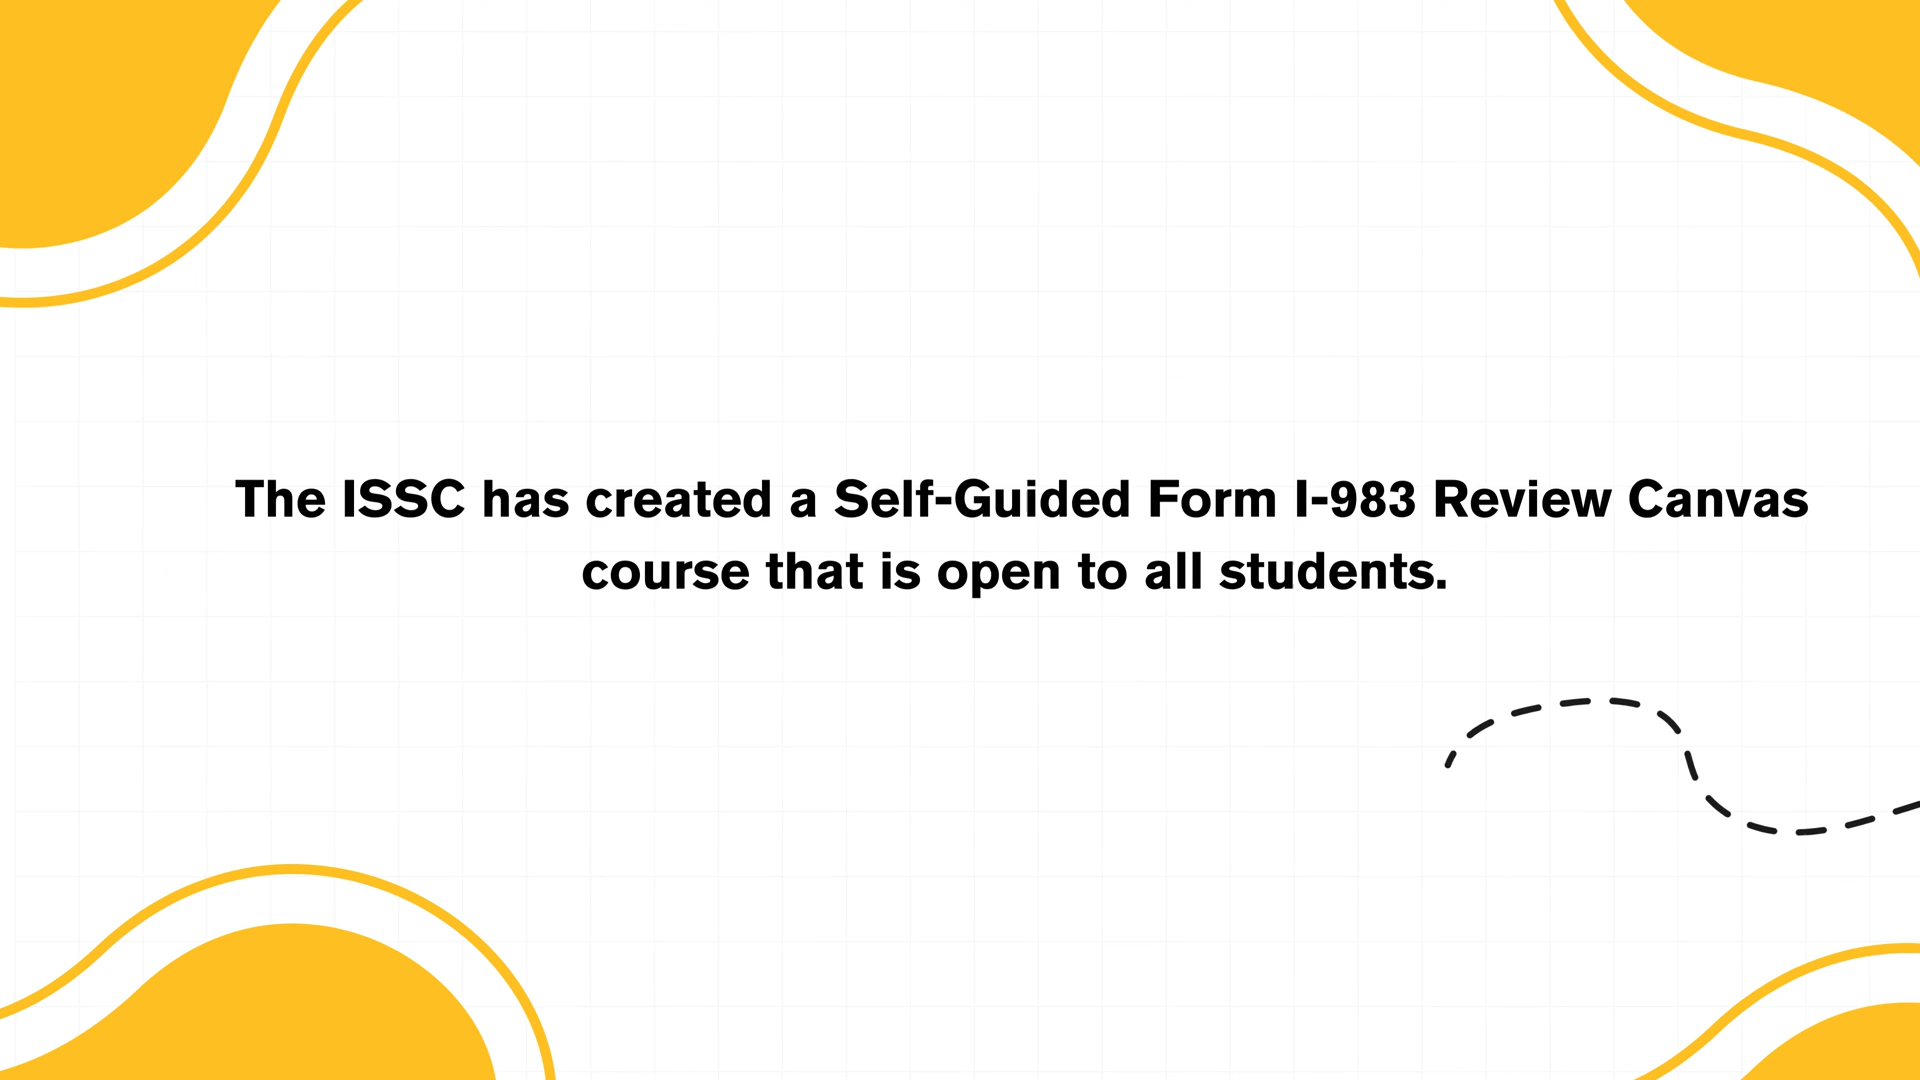 The ISSC has created a Self-Guided Form I-983 Review Canvas
course that is open to all students.